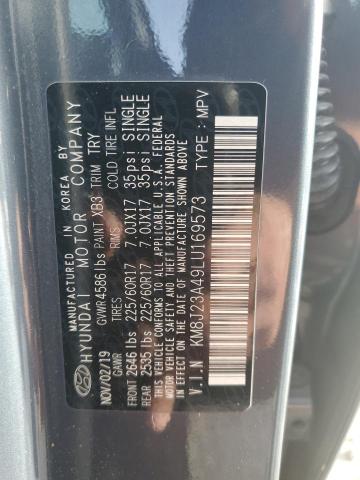 MANUFACTURED IN KOREA BY
HYUNDAI MOTOR COMPANY
NOV/02/19 GVWR 4586 lbs PAINT XB3 TRIM TRY
GAWR TIRES RIMS COLD TIRE INFL
FRONT 2646 lbs 225/60R17 7.0JX17 35psi SINGLE
REAR 2535 lbs 225/60R17 7.0JX17 35psi SINGLE
THIS VEHICLE CONFORMS TO ALL APPLICABLE U.S.A. FEDERAL
MOTOR VEHICLE SAFETY, BUMPER, AND THEFT PREVENTION STANDARDS
IN EFFECT ON THE DATE OF MANUFACTURE SHOWN ABOVE.
V.I.N KM8J23A49LU169573 TYPE : MPV